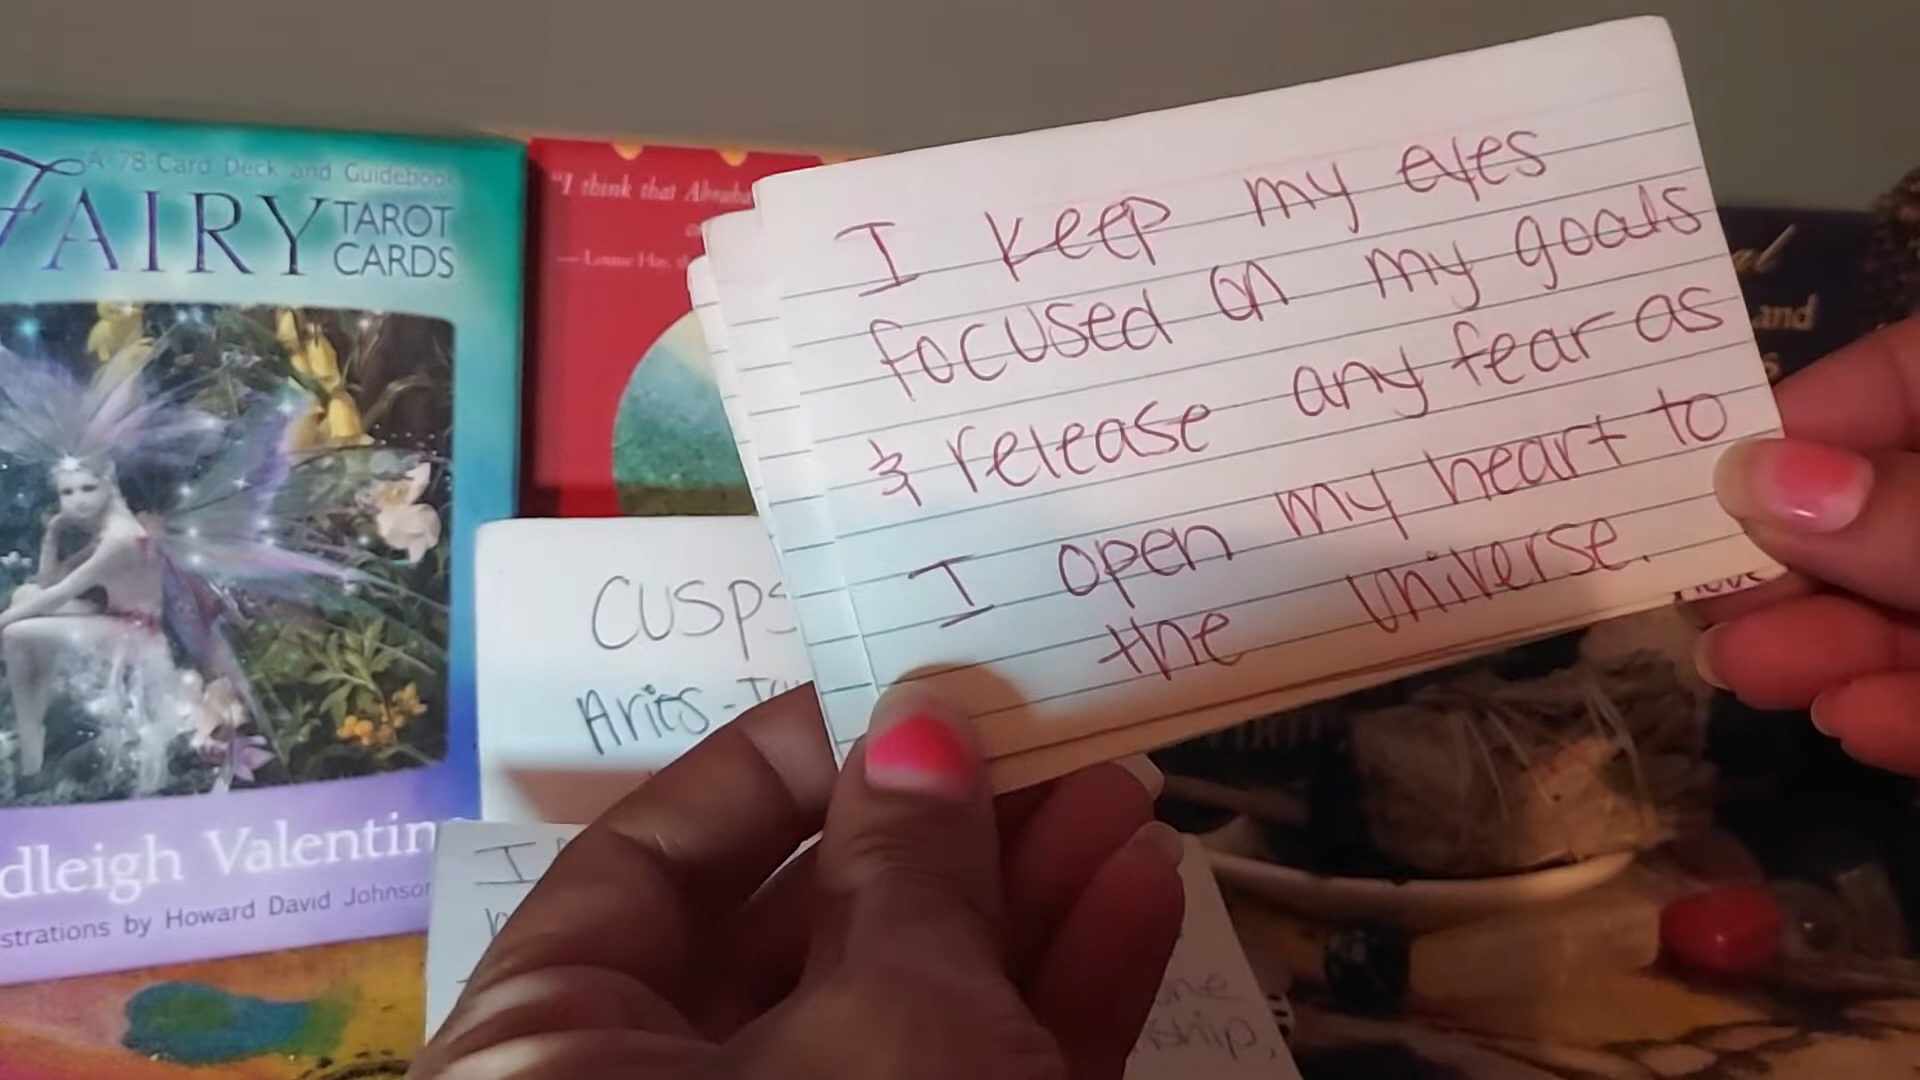 A 78-Card Deck and Guidebook
FAIRY
TAROT
CARDS
Valentin
strations by Howard David Johnson
"I think that Abraha
CUSPS
Aries-
I keep my eyes
focused on my goals
& release any fear as
I open my heart to
the universe.
and
I